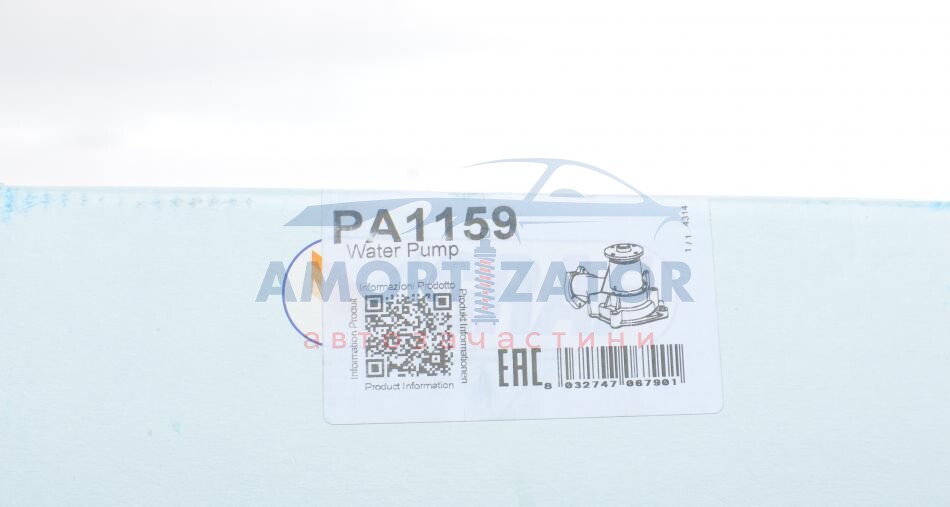 PA1159
Water Pump
1/1 4314
AMORTIZATOR
автозапчастини
Informazioni Prodotto
Information Produit
Produkt Informationen
Product Information
EAC
8 032747 067901